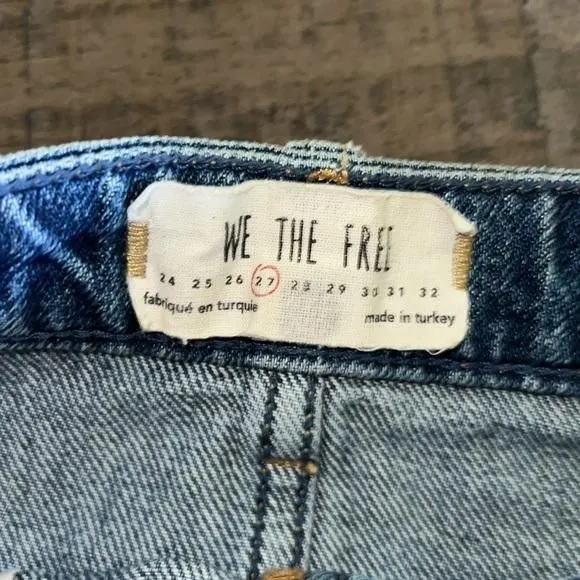 WE THE FREE
24 25 26 27 28 29 30 31 32
fabriqué en turquie made in turkey